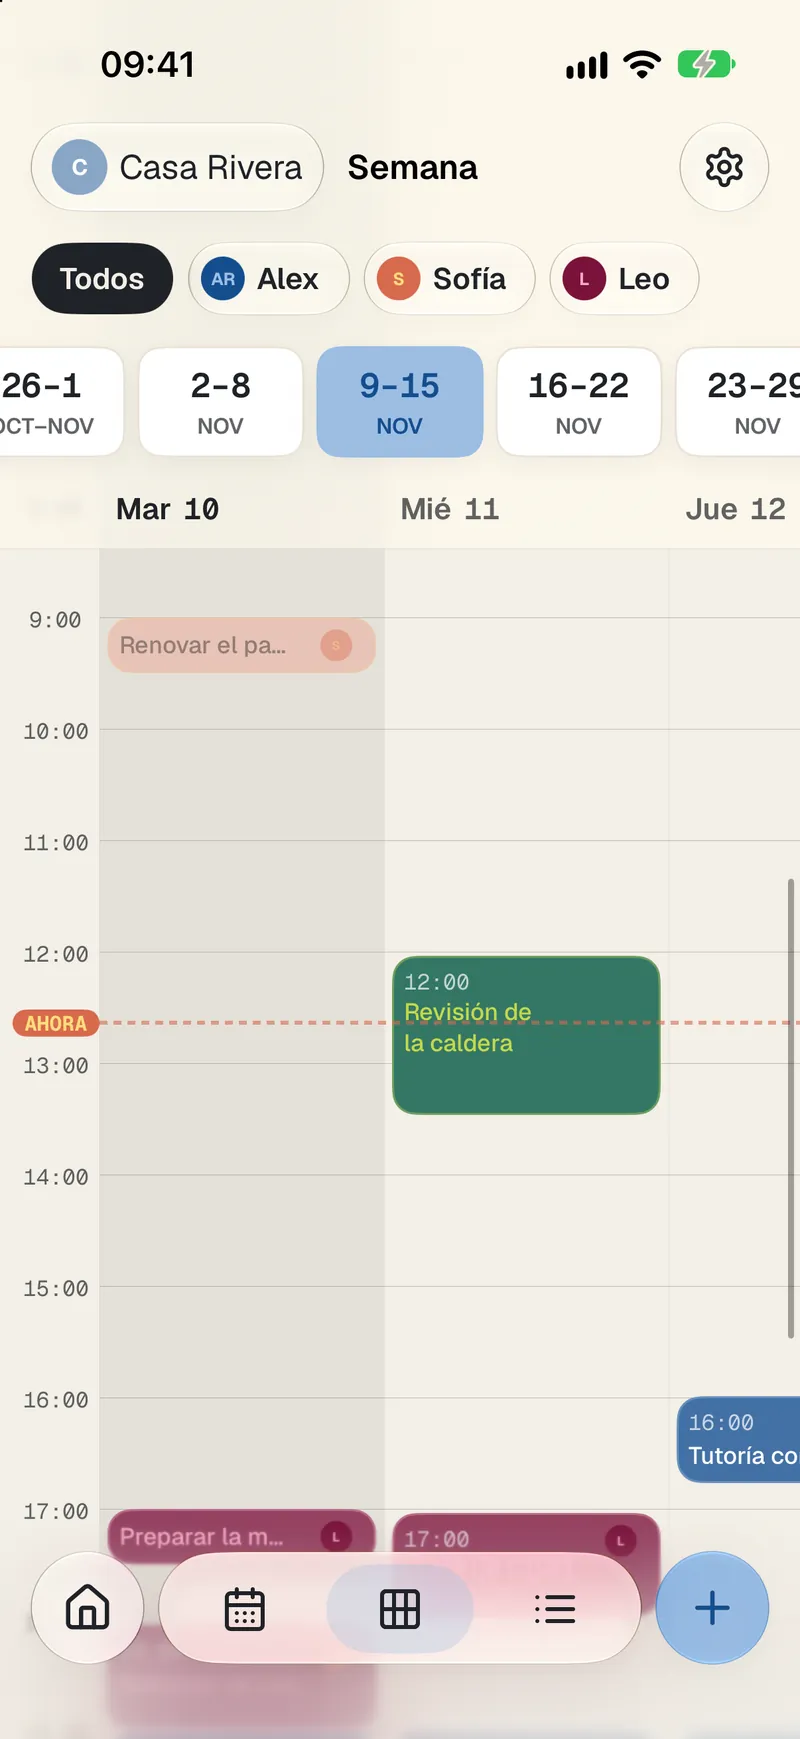 09:41
C Casa Rivera Semana
Todos AR Alex S Sofía L Leo
26–1 2–8 9–15 16–22 23–29
OCT–NOV NOV NOV NOV NOV
Mar 10 Mié 11 Jue 12
9:00
Renovar el pa... S
10:00
11:00
12:00
12:00
Revisión de
la caldera
AHORA
13:00
14:00
15:00
16:00
16:00
Tutoría co
17:00
Preparar la m... L
17:00 L